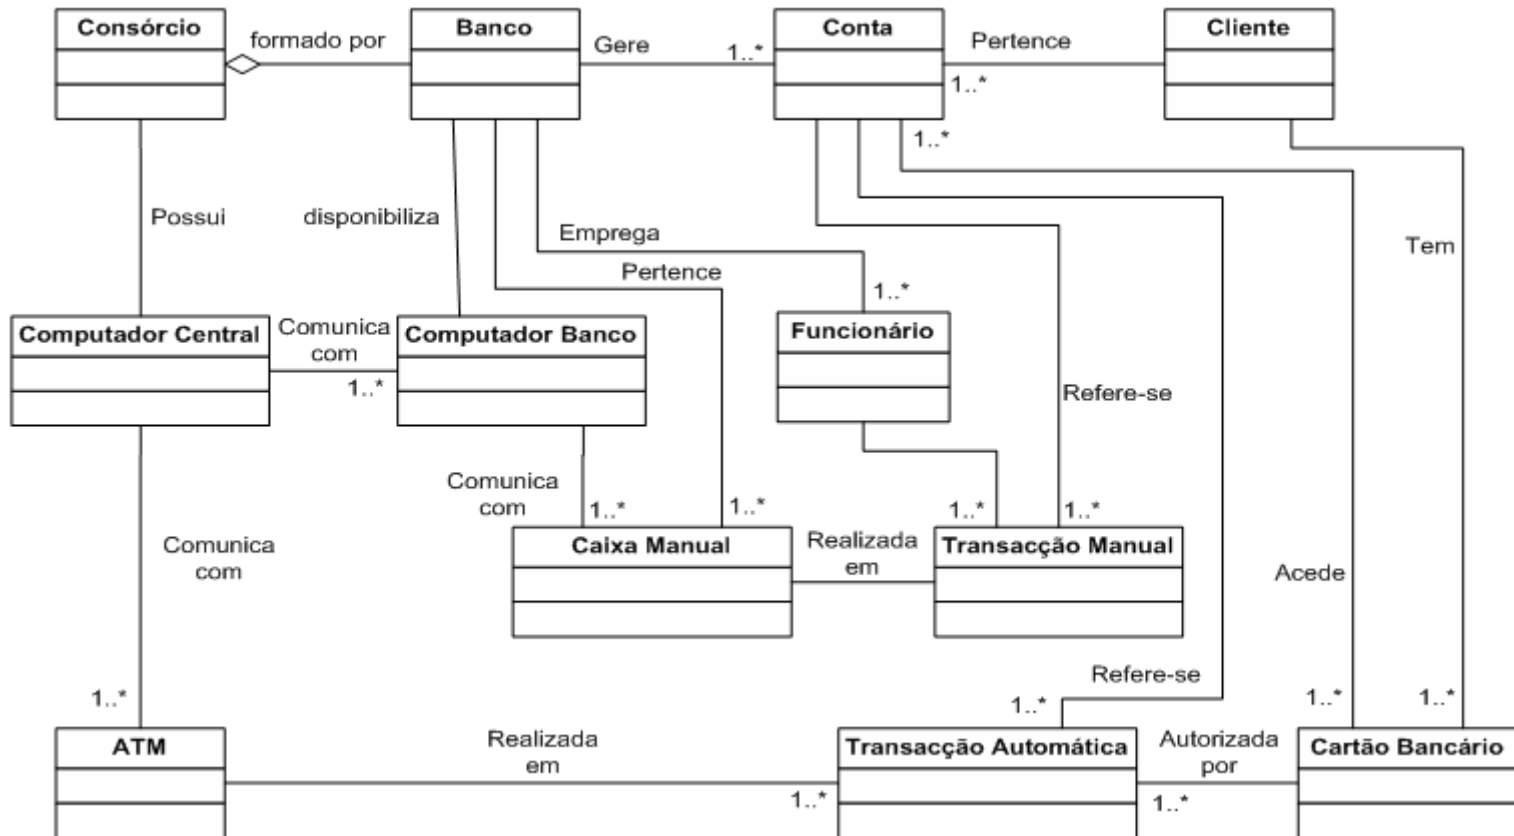 Consórcio
formado por
Banco
Gere
1..*
Conta
Pertence
1..*
Cliente
1..*
Possui
disponibiliza
Emprega
Pertence
Tem
1..*
Computador Central
Comunica
com
1..*
Computador Banco
Funcionário
Refere-se
Comunica
com
1..*
1..*
1..*
1..*
Comunica
com
Caixa Manual
Realizada
em
Transacção Manual
Acede
Refere-se
1..*
1..*
1..*
1..*
ATM
Realizada
em
1..*
Transacção Automática
Autorizada
por
1..*
Cartão Bancário